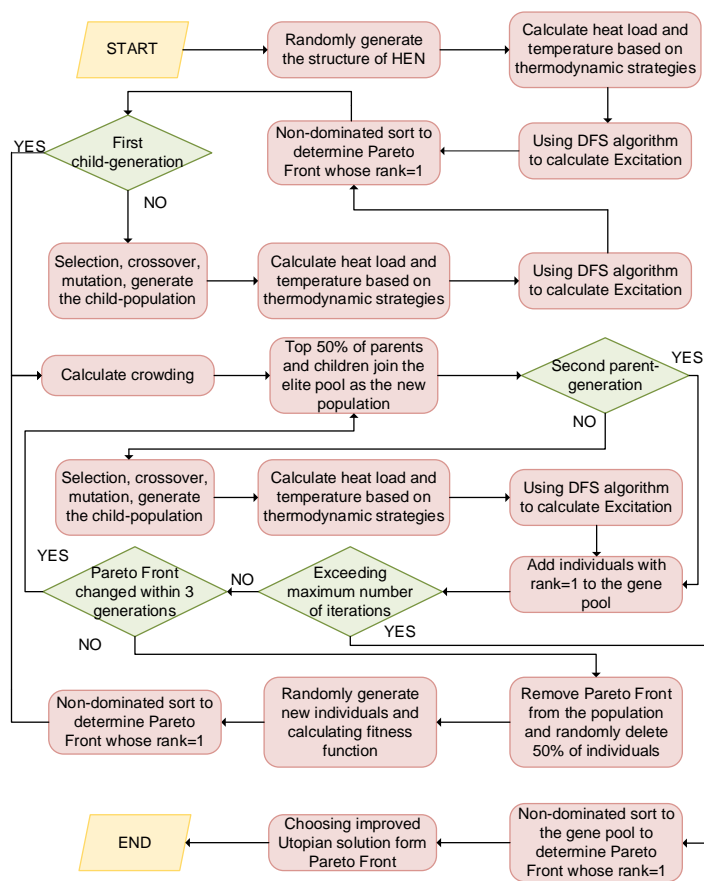 START
Randomly generate
the structure of HEN
Calculate heat load and
temperature based on
thermodynamic strategies
YES
First
child-generation
Non-dominated sort to
determine Pareto
Front whose rank=1
Using DFS algorithm
to calculate Excitation
NO
Selection, crossover,
mutation, generate
the child-population
Calculate heat load and
temperature based on
thermodynamic strategies
Using DFS algorithm
to calculate Excitation
Calculate crowding
Top 50% of parents
and children join the
elite pool as the new
population
Second parent-
generation
YES
NO
Selection, crossover,
mutation, generate
the child-population
Calculate heat load and
temperature based on
thermodynamic strategies
Using DFS algorithm
to calculate Excitation
YES
Pareto Front
changed within 3
generations
NO
Exceeding
maximum number
of iterations
Add individuals with
rank=1 to the gene
pool
YES
NO
Non-dominated sort to
determine Pareto
Front whose rank=1
Randomly generate
new individuals and
calculating fitness
function
Remove Pareto Front
from the population
and randomly delete
50% of individuals
END
Choosing improved
Utopian solution form
Pareto Front
Non-dominated sort to
the gene pool to
determine Pareto
Front whose rank=1